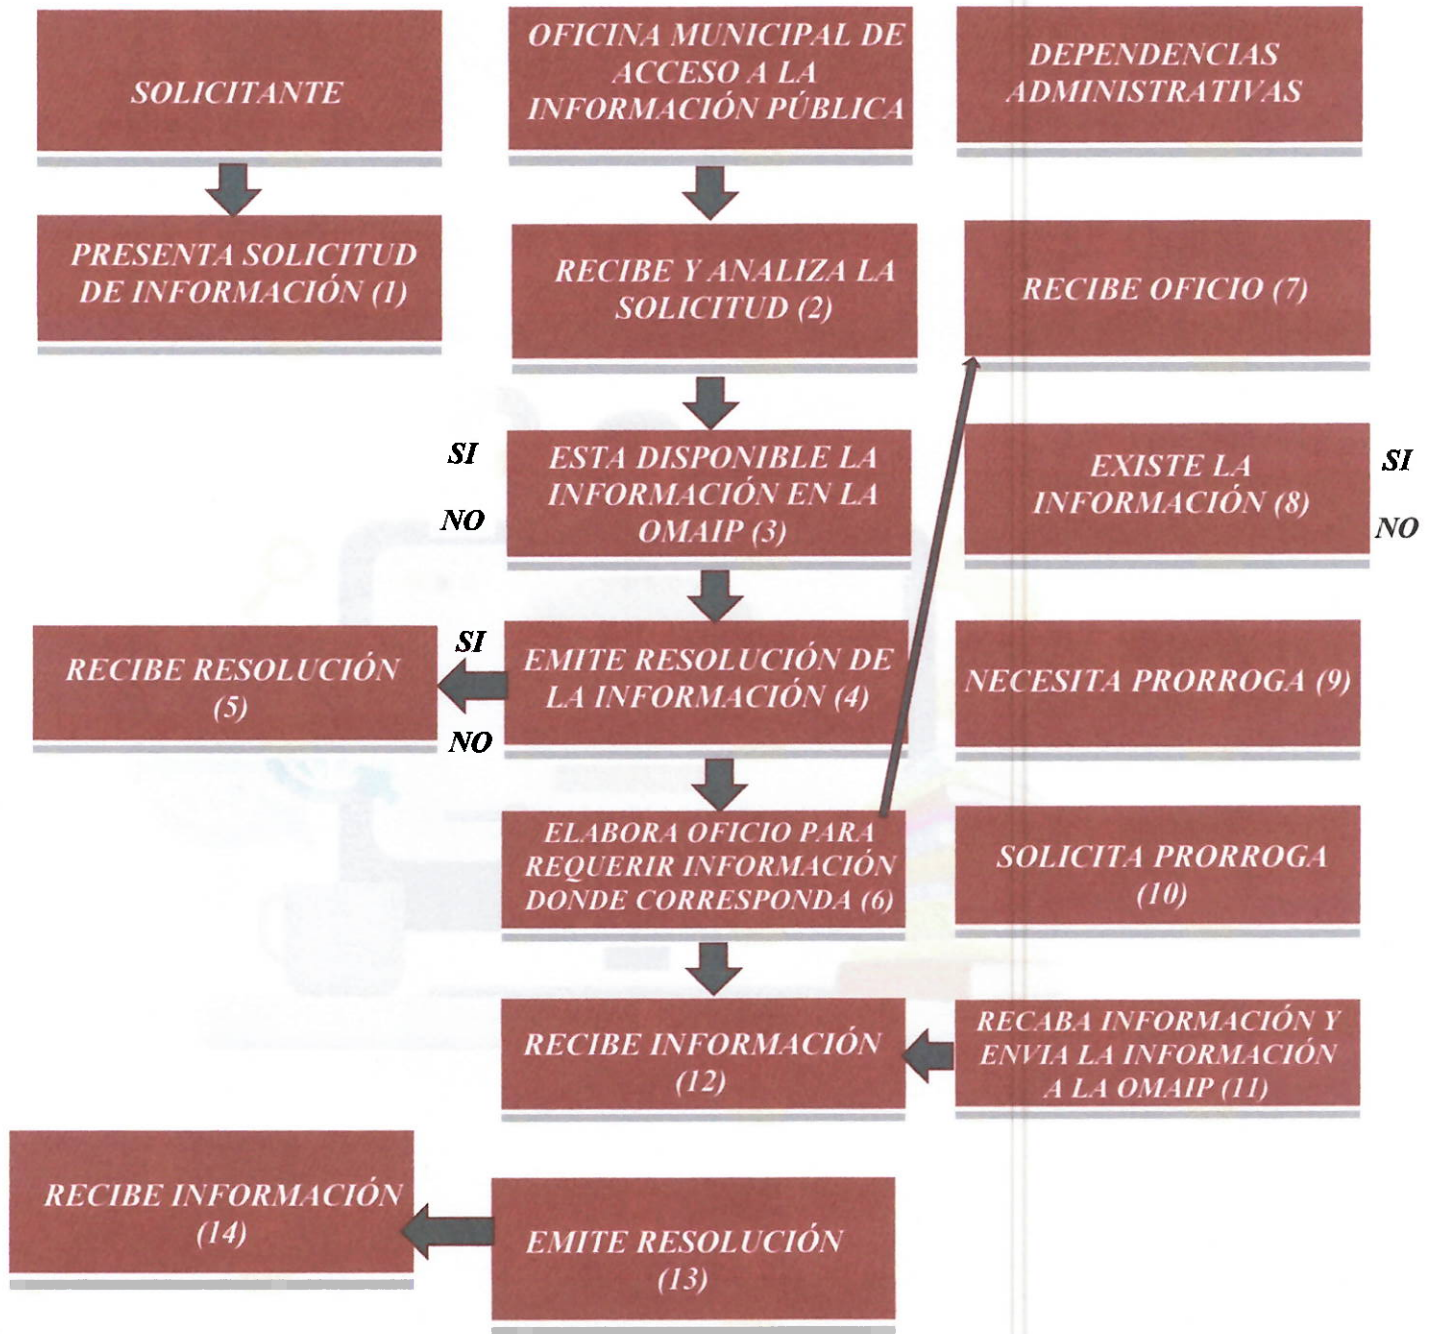 SOLICITANTE
OFICINA MUNICIPAL DE
ACCESO A LA
INFORMACIÓN PÚBLICA
DEPENDENCIAS
ADMINISTRATIVAS
PRESENTA SOLICITUD
DE INFORMACIÓN (1)
RECIBE Y ANALIZA LA
SOLICITUD (2)
RECIBE OFICIO (7)
SI
NO
ESTA DISPONIBLE LA
INFORMACIÓN EN LA
OMAIP (3)
EXISTE LA
INFORMACIÓN (8)
SI
NO
RECIBE RESOLUCIÓN
(5)
SI
NO
EMITE RESOLUCIÓN DE
LA INFORMACIÓN (4)
NECESITA PRORROGA (9)
ELABORA OFICIO PARA
REQUERIR INFORMACIÓN
DONDE CORRESPONDA (6)
SOLICITA PRORROGA
(10)
RECIBE INFORMACIÓN
(12)
RECABA INFORMACIÓN Y
ENVIA LA INFORMACIÓN
A LA OMAIP (11)
RECIBE INFORMACIÓN
(14)
EMITE RESOLUCIÓN
(13)